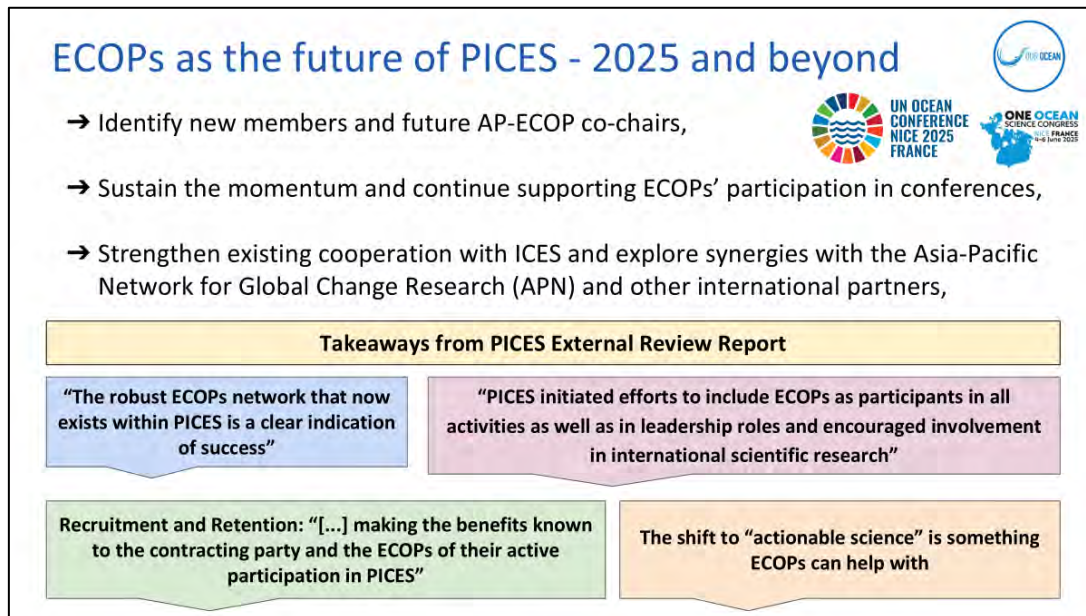 ECOPs as the future of PICES - 2025 and beyond
OUR OCEAN
➔ Identify new members and future AP-ECOP co-chairs,
UN OCEAN
CONFERENCE
NICE 2025
FRANCE
ONE OCEAN
SCIENCE CONGRESS
NICE FRANCE
➔ Sustain the momentum and continue supporting ECOPs’ participation in conferences,
➔ Strengthen existing cooperation with ICES and explore synergies with the Asia-Pacific
Network for Global Change Research (APN) and other international partners,
Takeaways from PICES External Review Report
“The robust ECOPs network that now
exists within PICES is a clear indication
of success”
“PICES initiated efforts to include ECOPs as participants in all
activities as well as in leadership roles and encouraged involvement
in international scientific research”
Recruitment and Retention: “[...] making the benefits known
to the contracting party and the ECOPs of their active
participation in PICES”
The shift to “actionable science” is something
ECOPs can help with